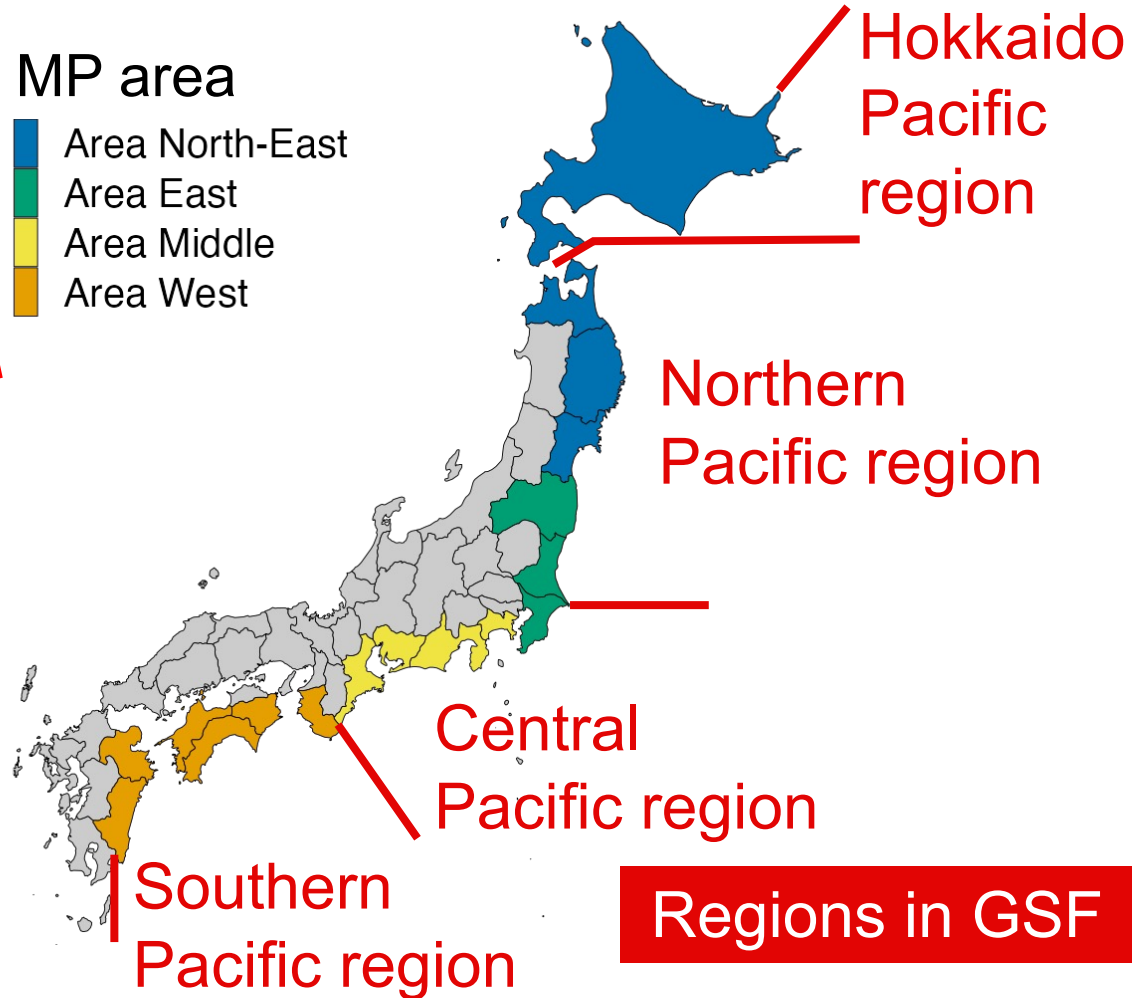 MP area
Area North-East
Area East
Area Middle
Area West
Hokkaido
Pacific
region
Northern
Pacific region
Central
Pacific region
Southern
Pacific region
Regions in GSF